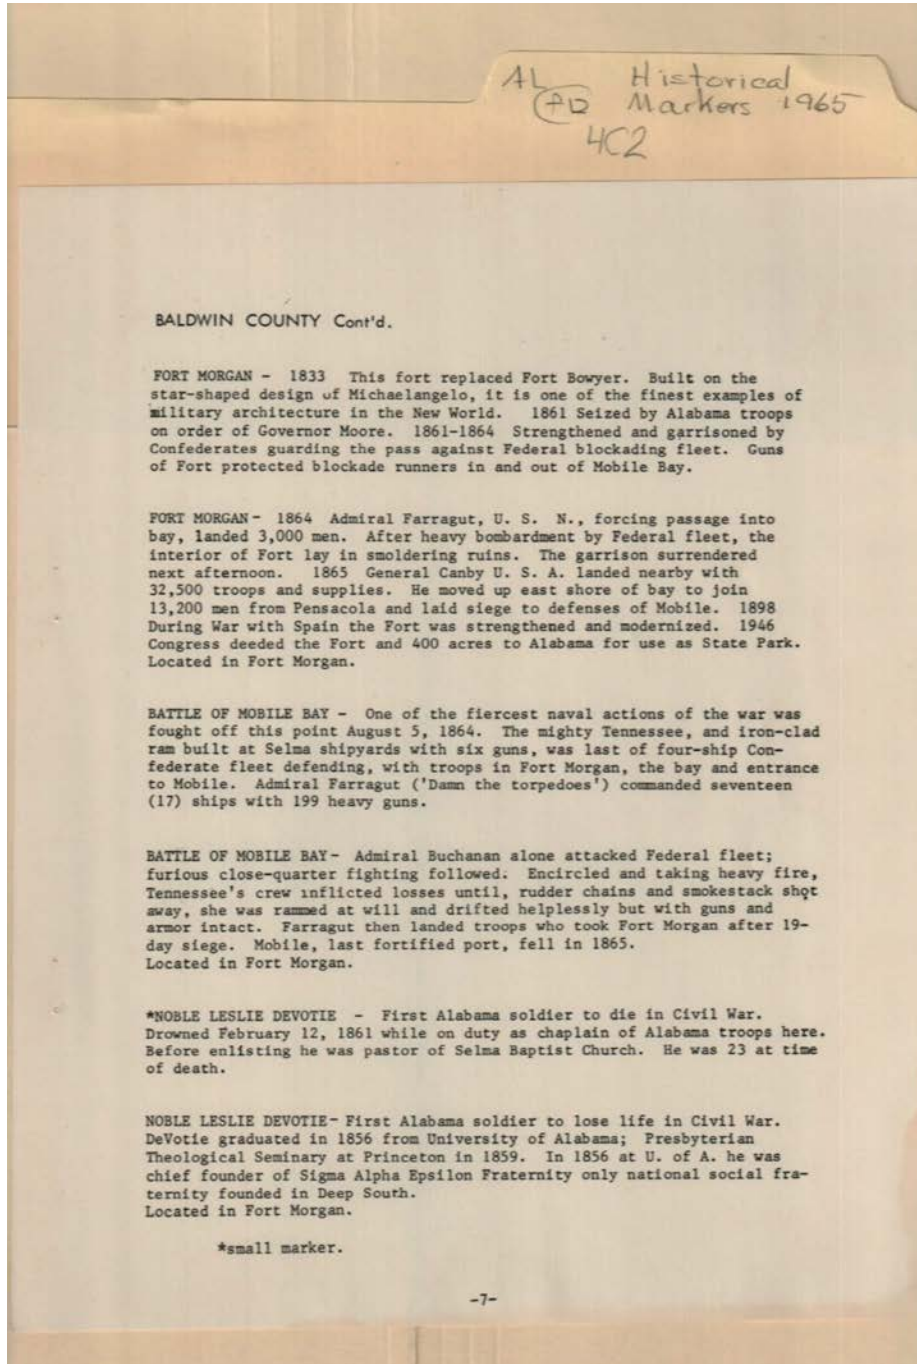 AL Historical
PD Markers 1965
4C2
BALDWIN COUNTY Cont'd.
FORT MORGAN - 1833 This fort replaced Fort Bowyer. Built on the
star-shaped design of Michaelangelo, it is one of the finest examples of
military architecture in the New World. 1861 Seized by Alabama troops
on order of Governor Moore. 1861-1864 Strengthened and garrisoned by
Confederates guarding the pass against Federal blockading fleet. Guns
of Fort protected blockade runners in and out of Mobile Bay.
FORT MORGAN- 1864 Admiral Farragut, U. S. N., forcing passage into
bay, landed 3,000 men. After heavy bombardment by Federal fleet, the
interior of Fort lay in smoldering ruins. The garrison surrendered
next afternoon. 1865 General Canby U. S. A. landed nearby with
32,500 troops and supplies. He moved up east shore of bay to join
13,200 men from Pensacola and laid siege to defenses of Mobile. 1898
During War with Spain the Fort was strengthened and modernized. 1946
Congress deeded the Fort and 400 acres to Alabama for use as State Park.
Located in Fort Morgan.
BATTLE OF MOBILE BAY - One of the fiercest naval actions of the war was
fought off this point August 5, 1864. The mighty Tennessee, and iron-clad
ram built at Selma shipyards with six guns, was last of four-ship Con-
federate fleet defending, with troops in Fort Morgan, the bay and entrance
to Mobile. Admiral Farragut ('Damn the torpedoes') commanded seventeen
(17) ships with 199 heavy guns.
BATTLE OF MOBILE BAY- Admiral Buchanan alone attacked Federal fleet;
furious close-quarter fighting followed. Encircled and taking heavy fire,
Tennessee's crew inflicted losses until, rudder chains and smokestack shot
away, she was rammed at will and drifted helplessly but with guns and
armor intact. Farragut then landed troops who took Fort Morgan after 19-
day siege. Mobile, last fortified port, fell in 1865.
Located in Fort Morgan.
*NOBLE LESLIE DEVOTIE - First Alabama soldier to die in Civil War.
Drowned February 12, 1861 while on duty as chaplain of Alabama troops here.
Before enlisting he was pastor of Selma Baptist Church. He was 23 at time
of death.
NOBLE LESLIE DEVOTIE- First Alabama soldier to lose life in Civil War.
DeVotie graduated in 1856 from University of Alabama; Presbyterian
Theological Seminary at Princeton in 1859. In 1856 at U. of A. he was
chief founder of Sigma Alpha Epsilon Fraternity only national social fra-
ternity founded in Deep South.
Located in Fort Morgan.
*small marker.
-7-